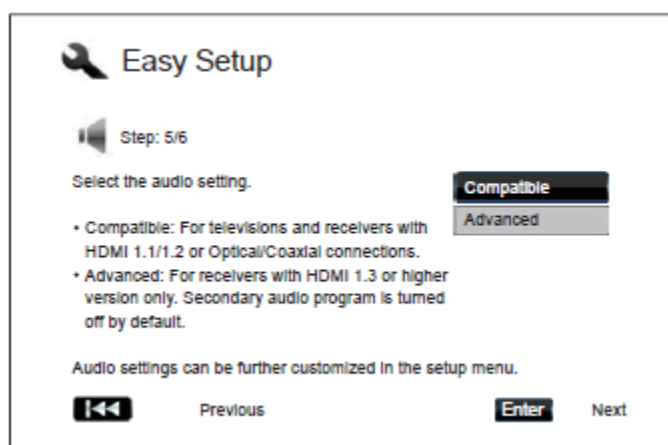 Easy Setup
Step: 5/6
Select the audio setting.
Compatible
Advanced
• Compatible: For televisions and receivers with
HDMI 1.1/1.2 or Optical/Coaxial connections.
• Advanced: For receivers with HDMI 1.3 or higher
version only. Secondary audio program is turned
off by default.
Audio settings can be further customized in the setup menu.
Previous Enter Next